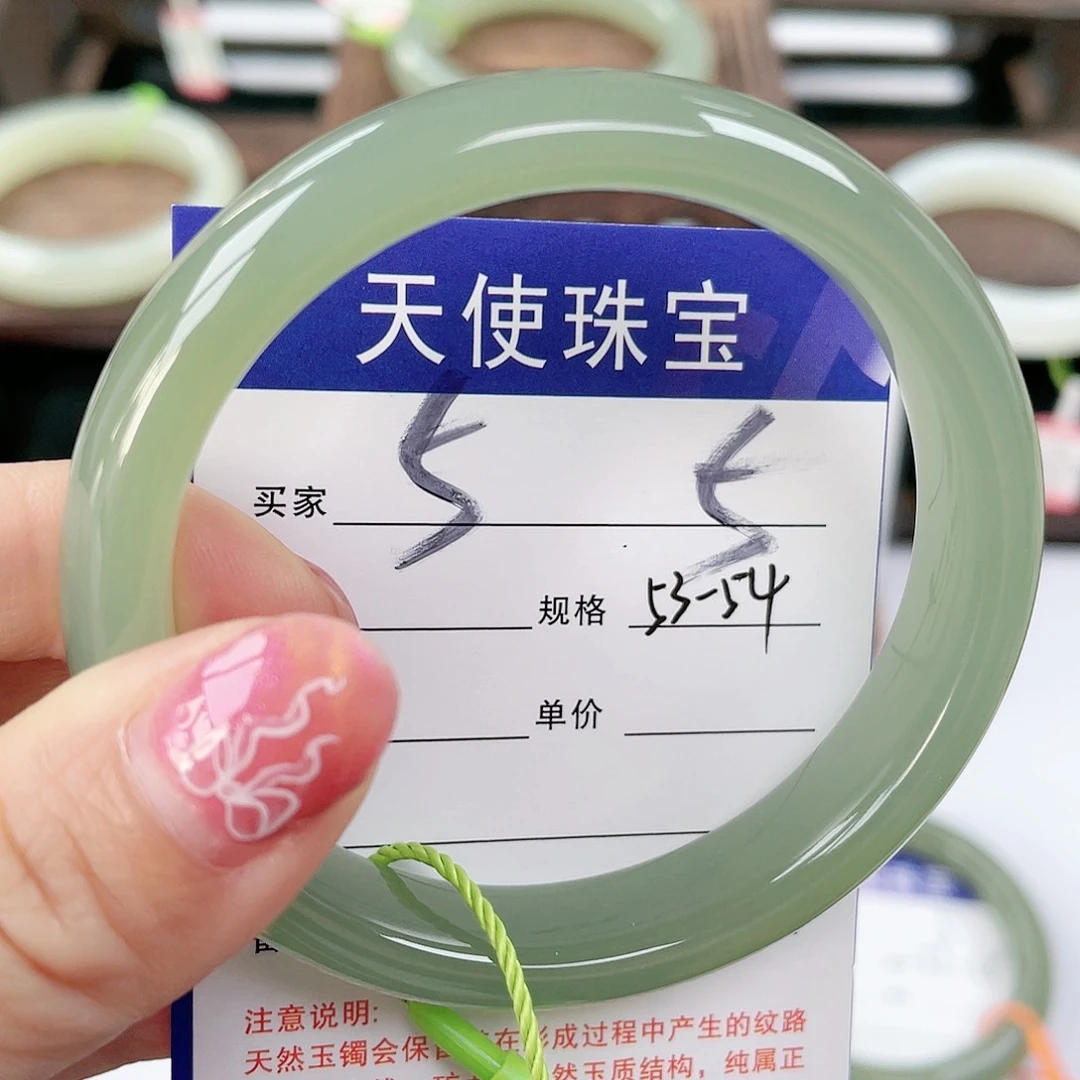 天使珠宝
5 5
买家
规格 53-54
单价
注意说明:
天然玉镯会保 在形成过程中产生的纹路
然玉质结构，纯属正